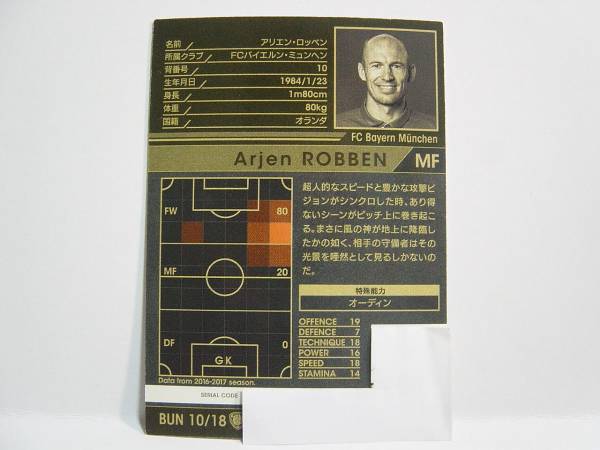 名前 アリエン・ロッベン
所属クラブ FCバイエルン・ミュンヘン
背番号 10
生年月日 1984/1/23
身長 1m80cm
体重 80kg
国籍 オランダ
FC Bayern München
Arjen ROBBEN MF
FW 80
MF 20
DF 0
GK
Data from 2016-2017 season.
超人的なスピードと豊かな攻撃ビ
ジョンがシンクロした時、あり得
ないシーンがピッチ上に巻き起こ
る。まさに風の神が地上に降臨し
たかの如く、相手の守備者はその
光景を唖然として見るしかないの
だ。
特殊能力
オーディン
OFFENCE 19
DEFENCE 7
TECHNIQUE 18
POWER 16
SPEED 18
STAMINA 14
SERIAL CODE
BUN 10/18